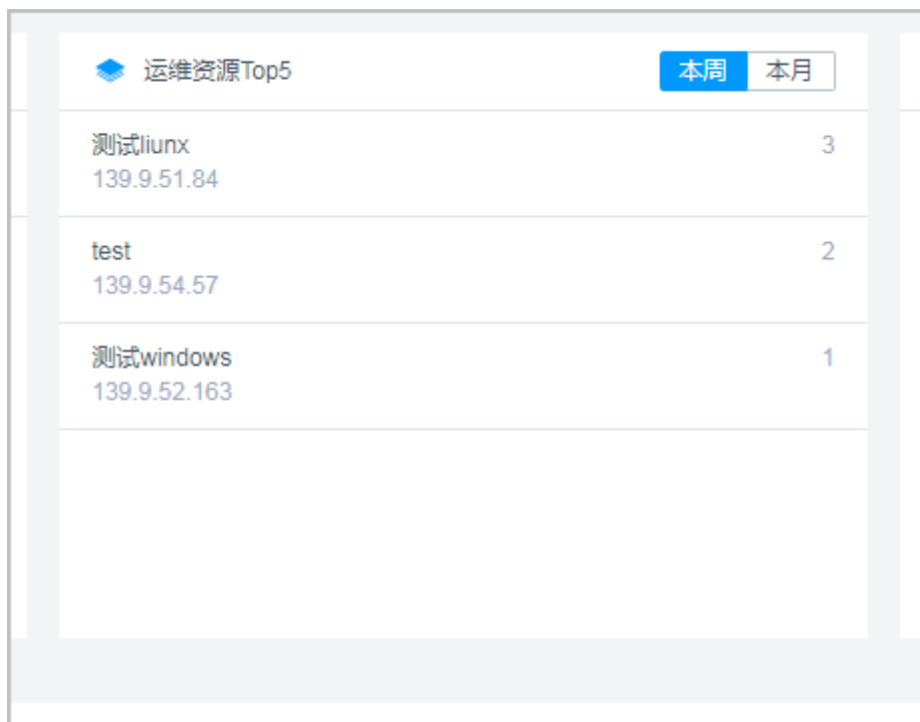 运维资源Top5 本周 本月
测试liunx 3
139.9.51.84
test 2
139.9.54.57
测试windows 1
139.9.52.163